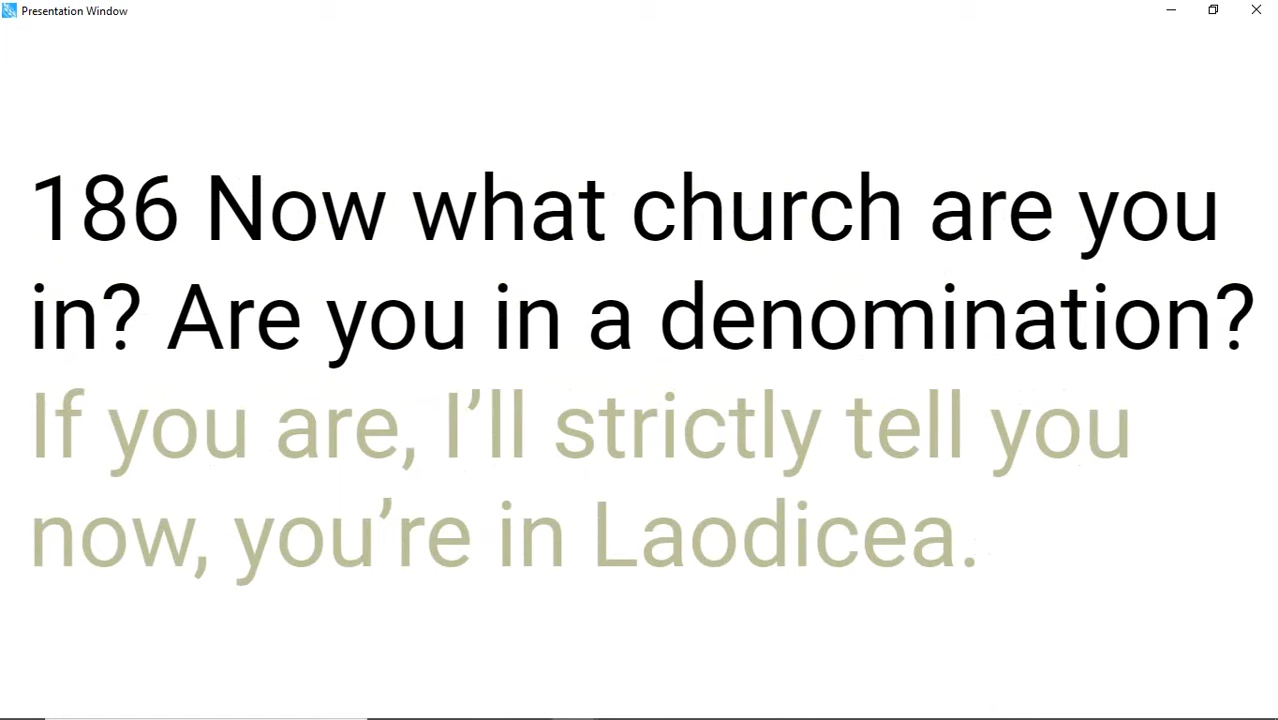 Presentation Window
186 Now what church are you
in? Are you in a denomination?
If you are, I’ll strictly tell you
now, you’re in Laodicea.